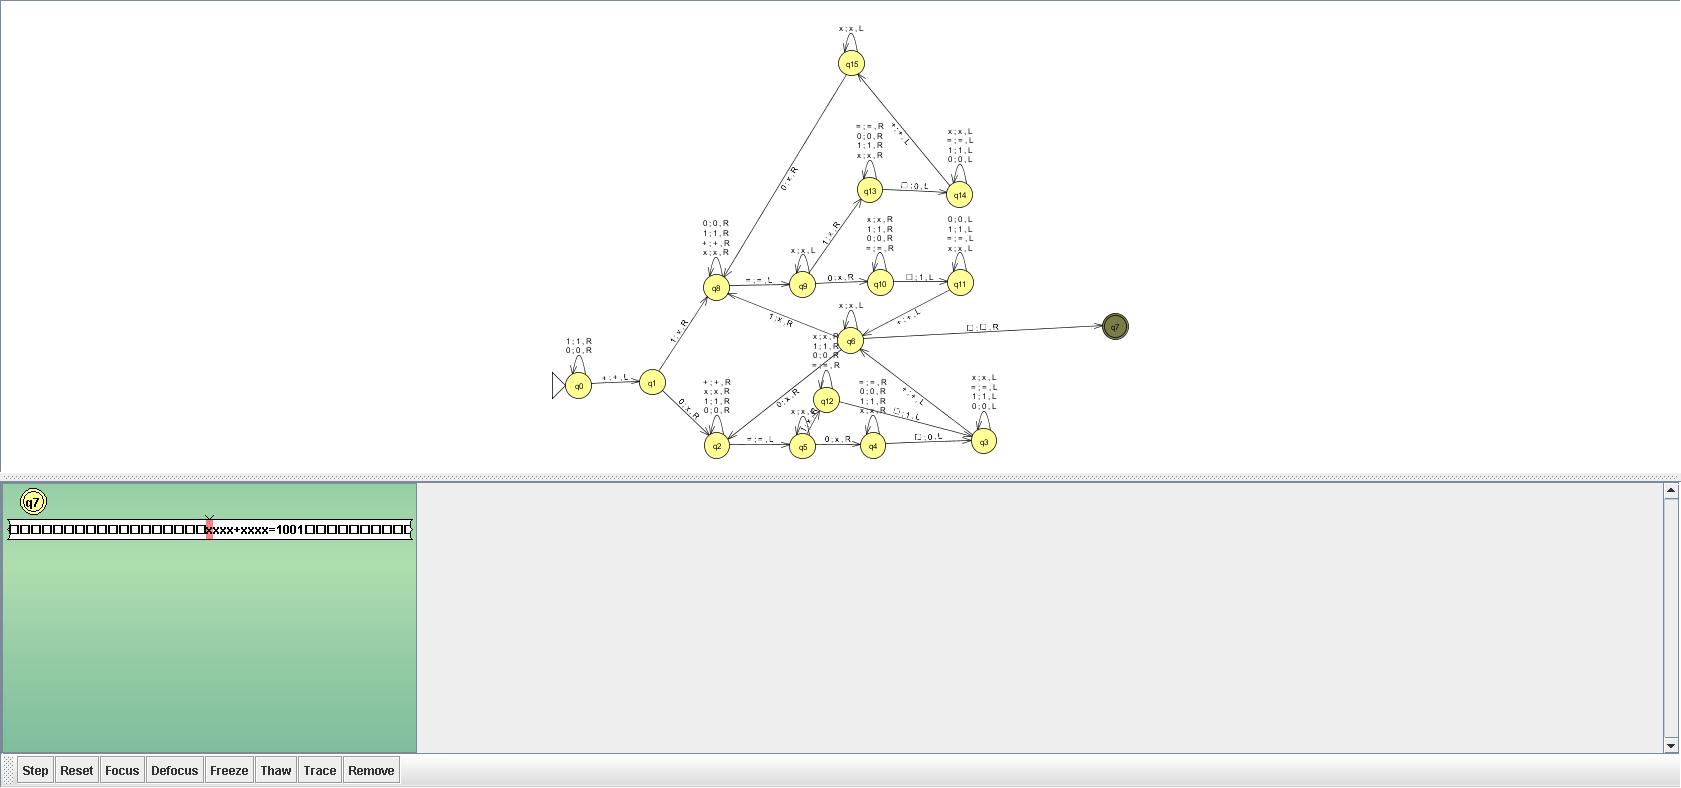 x ; x , L
q15
= ; = , R
0 ; 0 , R
1 ; 1 , R
x ; x , R
x ; x , L
= ; = , L
1 ; 1 , L
0 ; 0 , L
+ ; + , L
q13
□ ; 0 , L
q14
0 ; x , R
0 ; 0 , R
1 ; 1 , R
+ ; + , R
x ; x , R
1 ; x , R
x ; x , R
1 ; 1 , R
0 ; 0 , R
= ; = , R
0 ; 0 , L
1 ; 1 , L
= ; = , L
x ; x , L
x ; x , L
q8
= ; = , L
q9
0 ; x , R
q10
□ ; 1 , L
q11
x ; x , L
1 ; x , R
+ ; + , L
1 ; x , R
q6
□ ; □ , R
q7
1 ; 1 , R
0 ; 0 , R
x ; x , R
1 ; 1 , R
0 ; 0 , R
= ; = , R
q0
+ ; + , L
q1
0 ; x , R
+ ; + , R
x ; x , R
1 ; 1 , R
0 ; 0 , R
0 ; x , R
= ; = , R
0 ; 0 , R
1 ; 1 , R
x ; x , R
+ ; + , L
x ; x , L
= ; = , L
1 ; 1 , L
0 ; 0 , L
q12
□ ; 1 , L
1 ; x , R
q2
= ; = , L
q5
0 ; x , R
q4
□ ; 0 , L
q3
q7
□□□□□□□□□□□□□□□□□□xxxx+xxxx=1001□□□□□□□□□□
Step Reset Focus Defocus Freeze Thaw Trace Remove